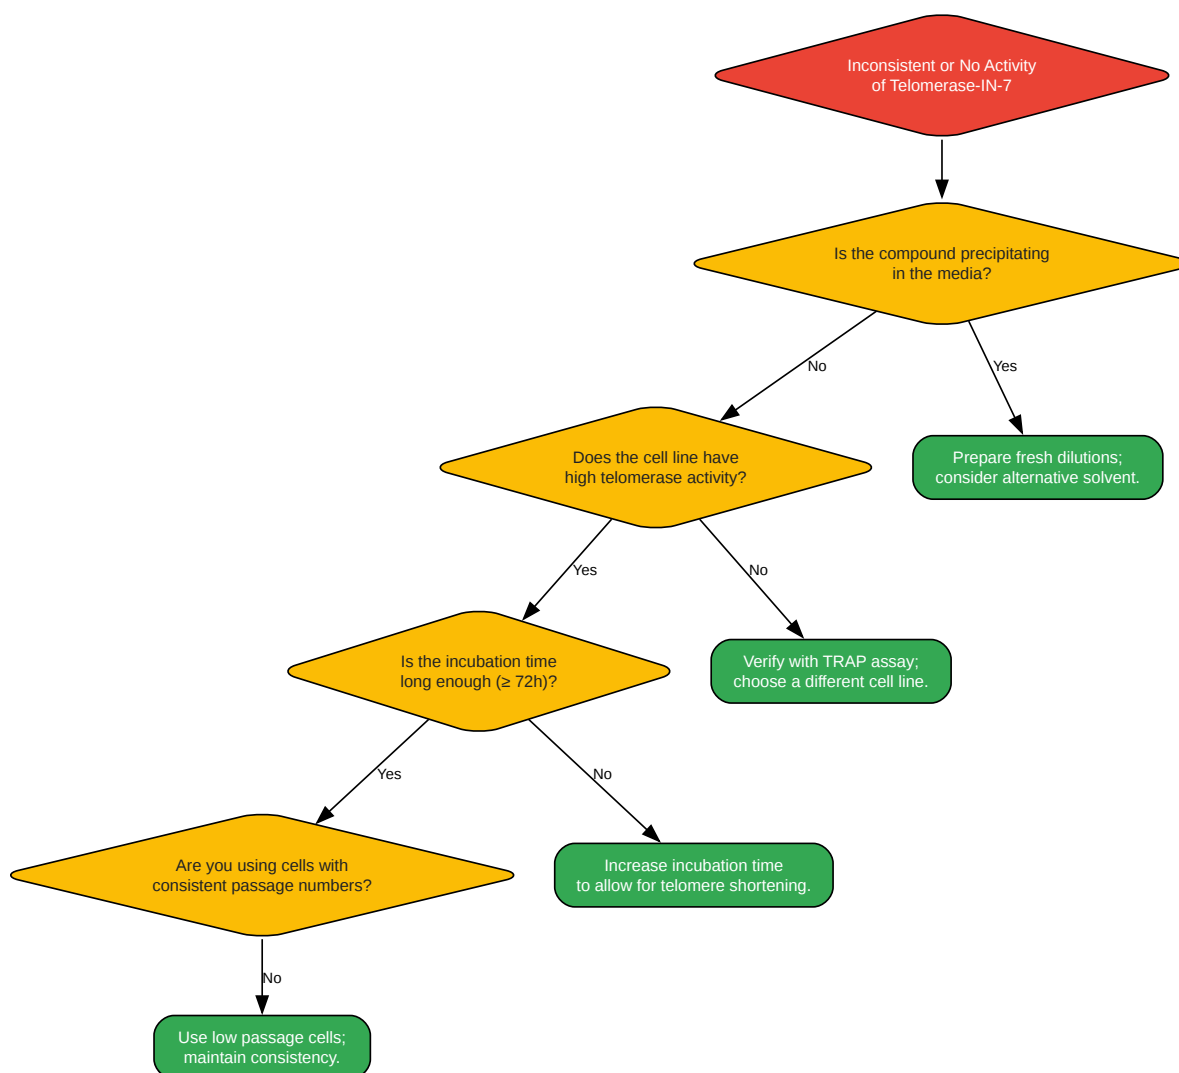 Inconsistent or No Activity
of Telomerase-IN-7
Is the compound precipitating
in the media?
No
Yes
Does the cell line have
high telomerase activity?
Prepare fresh dilutions;
consider alternative solvent.
Yes
No
Is the incubation time
long enough (≥ 72h)?
Verify with TRAP assay;
choose a different cell line.
Yes
No
Are you using cells with
consistent passage numbers?
Increase incubation time
to allow for telomere shortening.
No
Use low passage cells;
maintain consistency.